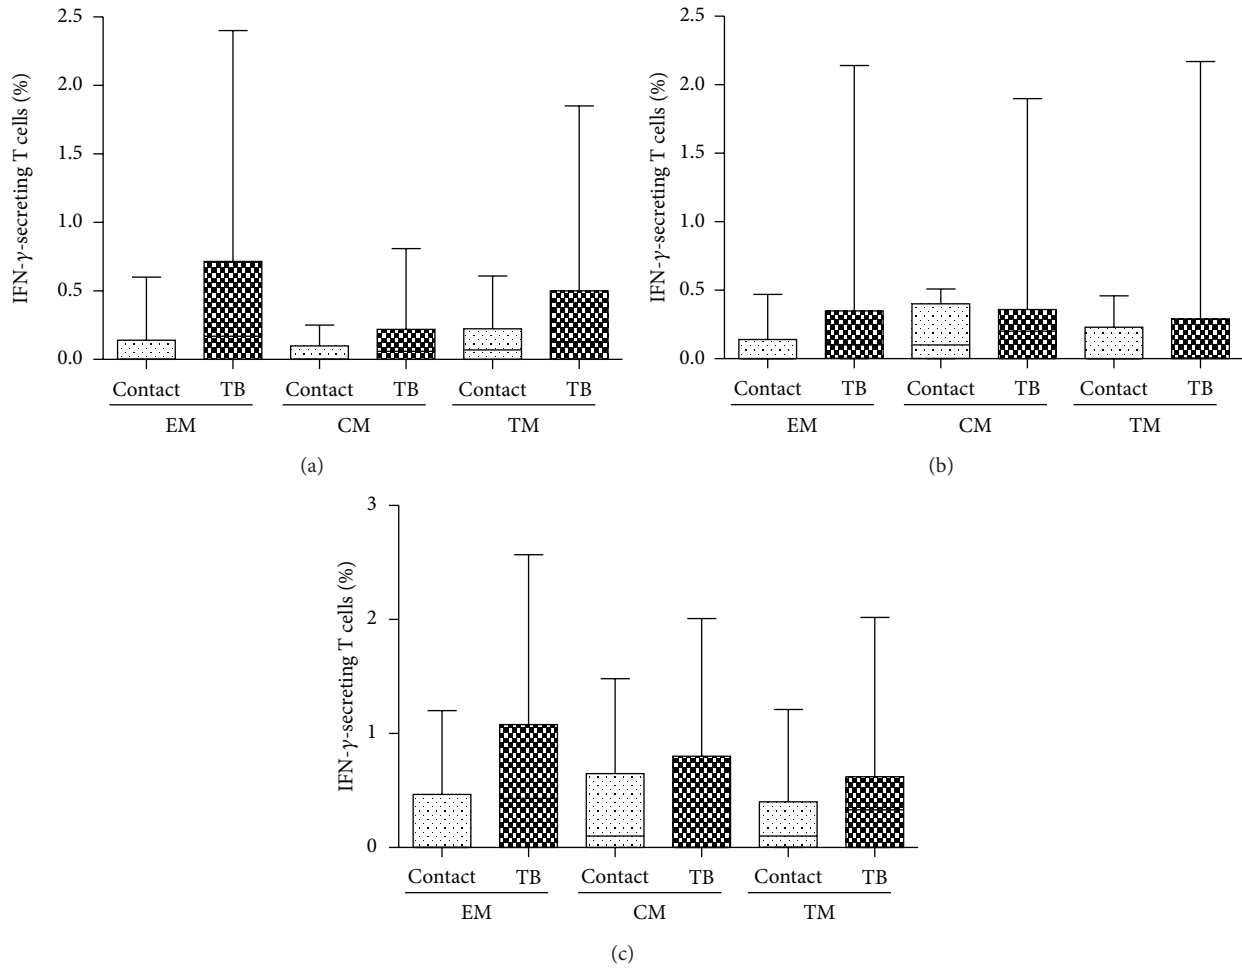 IFN-γ-secreting T cells (%)
2.5
2.0
1.5
1.0
0.5
0.0
Contact TB Contact TB Contact TB
EM CM TM
(a)
IFN-γ-secreting T cells (%)
2.5
2.0
1.5
1.0
0.5
0.0
Contact TB Contact TB Contact TB
EM CM TM
(b)
IFN-γ-secreting T cells (%)
3
2
1
0
Contact TB Contact TB Contact TB
EM CM TM
(c)